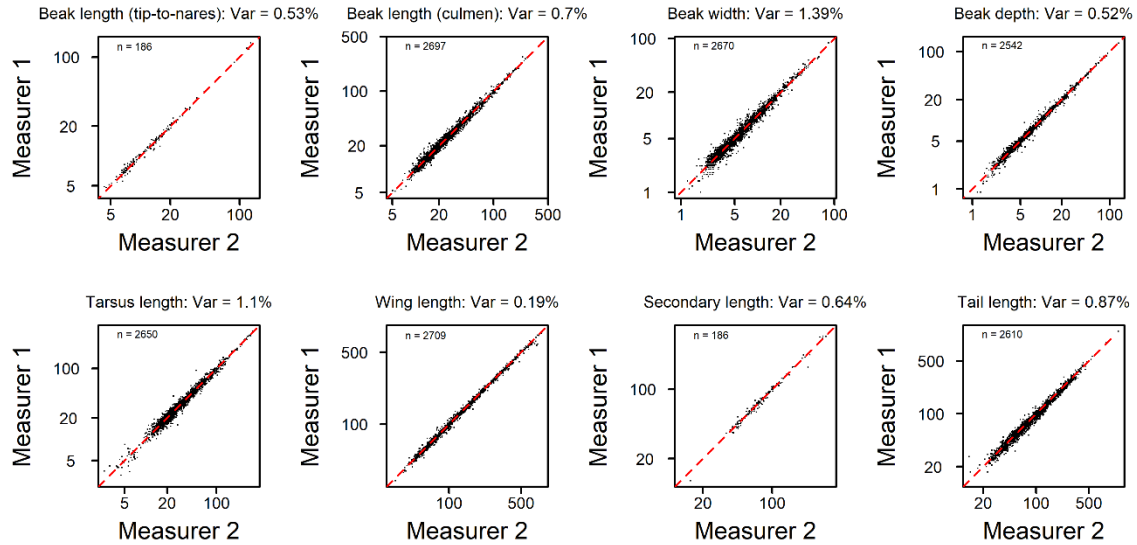 Beak length (tip-to-nares): Var = 0.53%
n = 186
100
20
5
5 20 100
Measurer 1
Measurer 2
Beak length (culmen): Var = 0.7%
n = 2697
500
100
20
5
5 20 100 500
Measurer 1
Measurer 2
Beak width: Var = 1.39%
n = 2670
100
20
5
1
1 5 20 100
Measurer 1
Measurer 2
Beak depth: Var = 0.52%
n = 2542
100
20
5
1
1 5 20 100
Measurer 1
Measurer 2
Tarsus length: Var = 1.1%
n = 2650
100
20
5
5 20 100
Measurer 1
Measurer 2
Wing length: Var = 0.19%
n = 2709
500
100
100 500
Measurer 1
Measurer 2
Secondary length: Var = 0.64%
n = 186
100
20
20 100
Measurer 1
Measurer 2
Tail length: Var = 0.87%
n = 2610
500
100
20
20 100 500
Measurer 1
Measurer 2